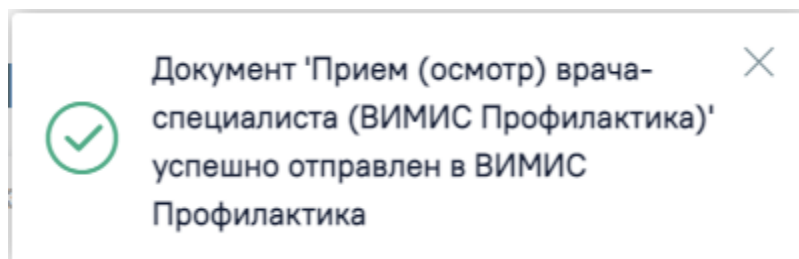 Документ 'Прием (осмотр) врача-
специалиста (ВИМИС Профилактика)'
успешно отправлен в ВИМИС
Профилактика